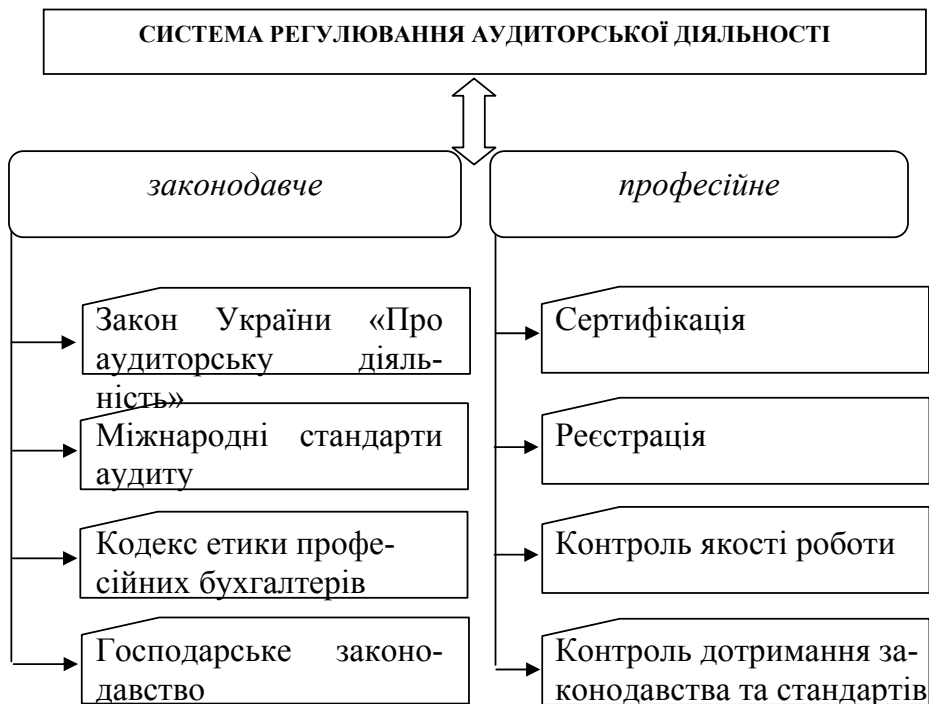 СИСТЕМА РЕГУЛЮВАННЯ АУДИТОРСЬКОЇ ДІЯЛЬНОСТІ
законодавче
професійне
Закон України «Про
аудиторську діяль-
ність»
Міжнародні стандарти
аудиту
Кодекс етики профе-
сійних бухгалтерів
Господарське законо-
давство
Сертифікація
Реєстрація
Контроль якості роботи
Контроль дотримання за-
конодавства та стандартів